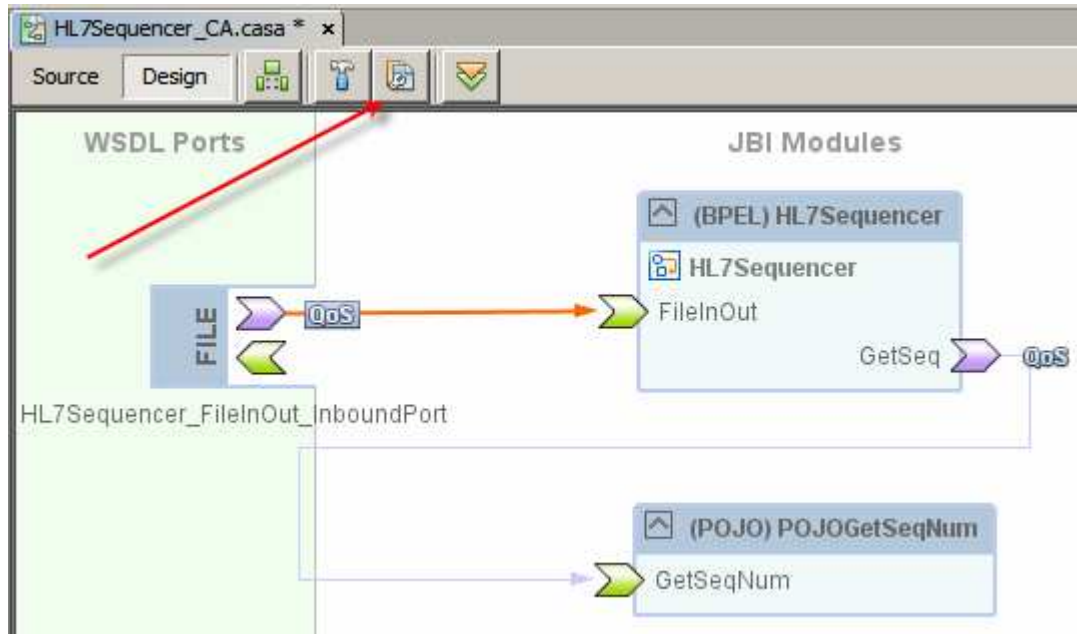 HL7Sequencer_CA.casa *
Source Design
WSDL Ports
JBI Modules
(BPEL) HL7Sequencer
HL7Sequencer
FILE
QoS
FileInOut
GetSeq
QoS
HL7Sequencer_FileInOut_InboundPort
(POJO) POJOGetSeqNum
GetSeqNum